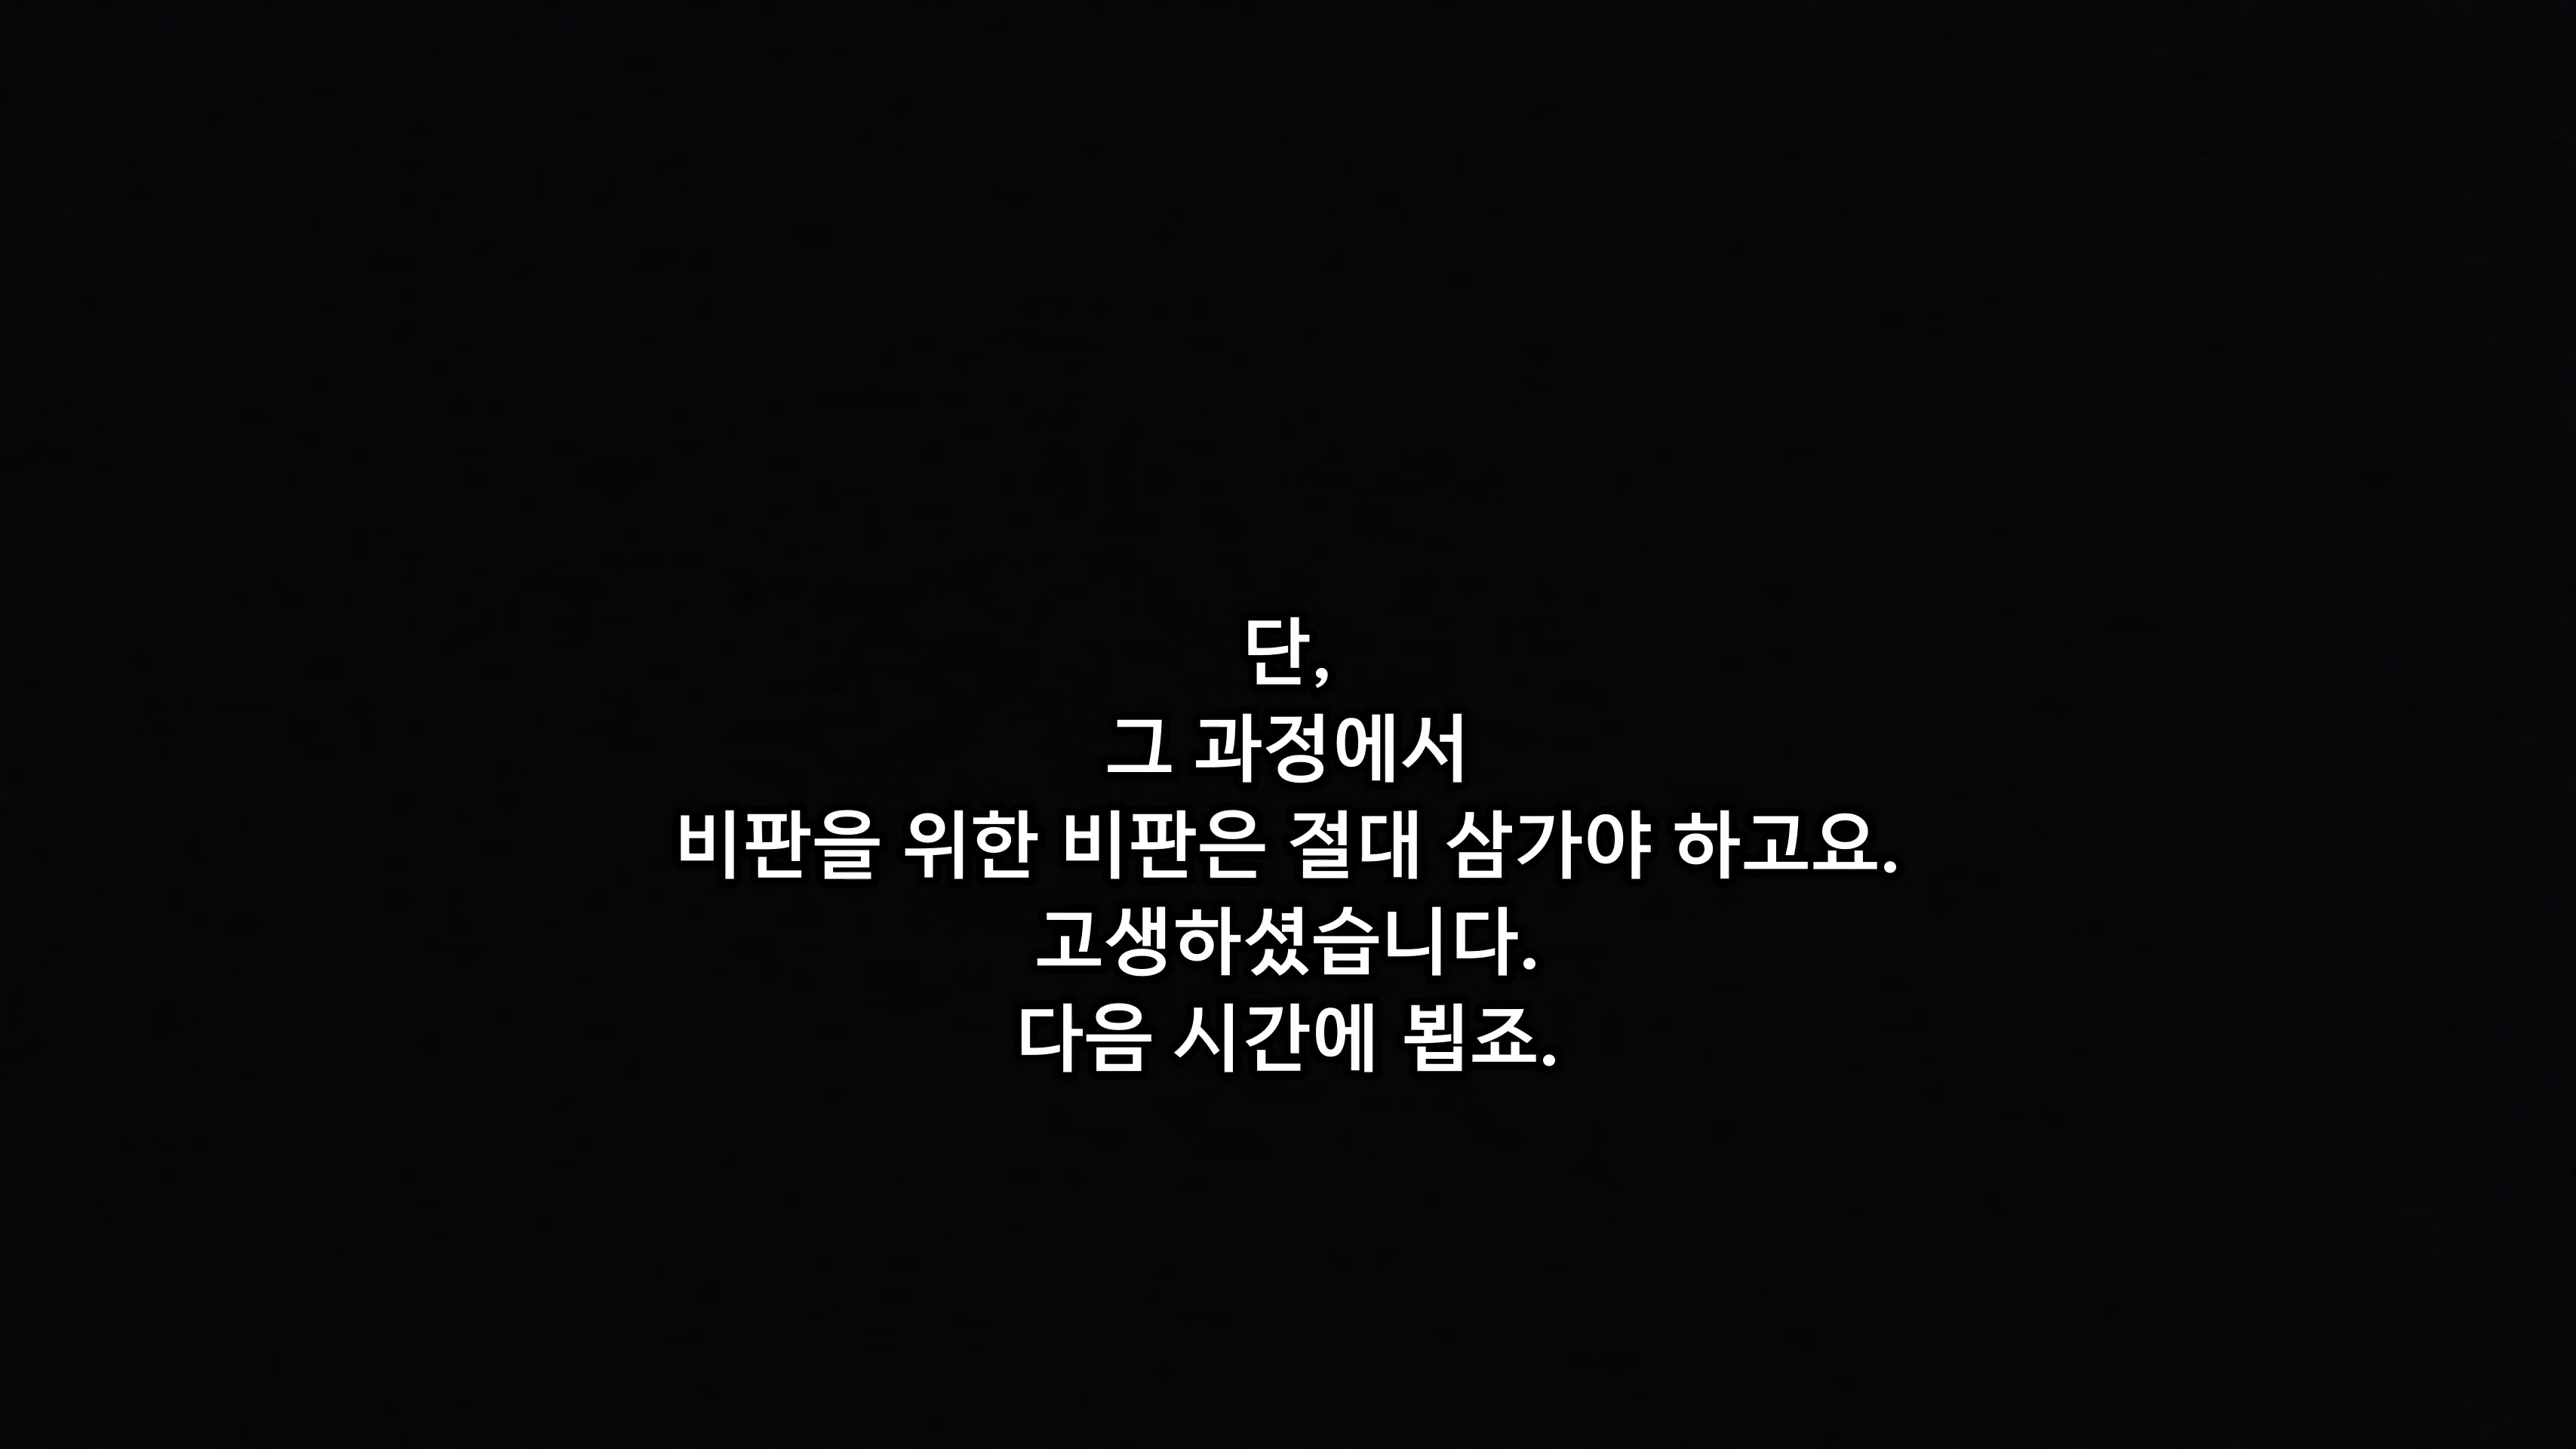 단,
그 과정에서
비판을 위한 비판은 절대 삼가야 하고요.
고생하셨습니다.
다음 시간에 뵙죠.